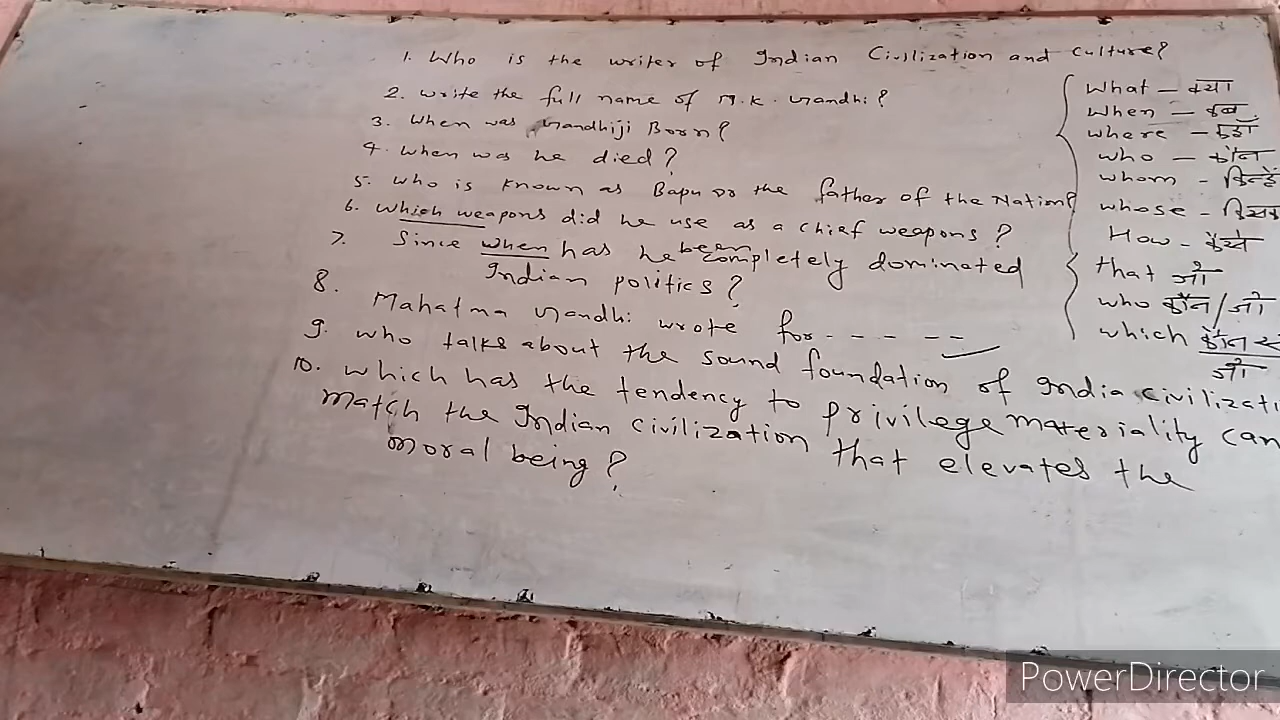 1. Who is the writer of Indian Civilization and Culture?
2. write the full name of M.K. Gandhi?
3. When was Gandhiji Born?
4. When was he died?
5. Who is known as Bapu or the father of the Nation?
6. Which weapons did he use as a chief weapons?
7. Since when has he been completely dominated
Indian politics?
8. Mahatma Gandhi wrote for - - - - - -
9. who talks about the sound foundation of India civilizati
10. which has the tendency to privilege materiality can
match the Indian civilization that elevates the
moral being?
What – क्या
When – कब
where – कहाँ
who – कौन
whom – किन्हें
whose – किसका
How – कैसे
that जो
who कौन/जो
which कौन सा
जो
PowerDirector